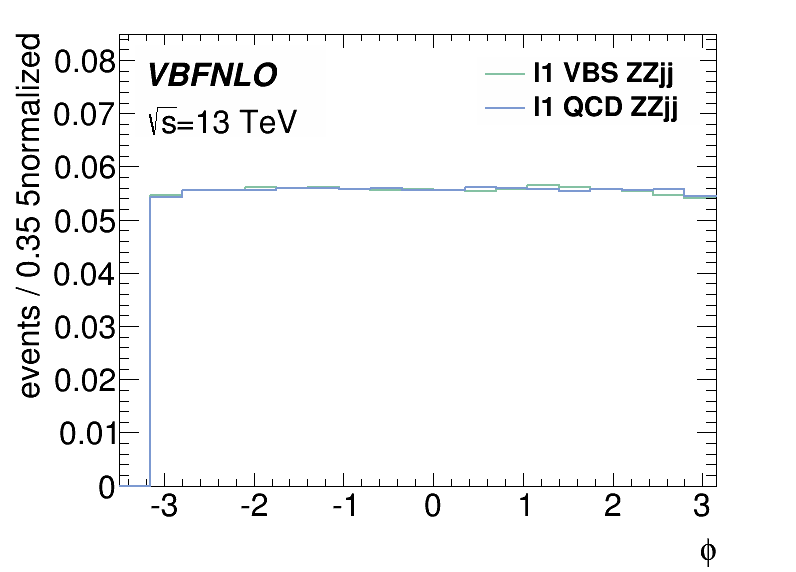 VBFNLO
√s=13 TeV
l1 VBS ZZjj
l1 QCD ZZjj
events / 0.35 5normalized
0.08
0.07
0.06
0.05
0.04
0.03
0.02
0.01
0
-3 -2 -1 0 1 2 3
ϕ